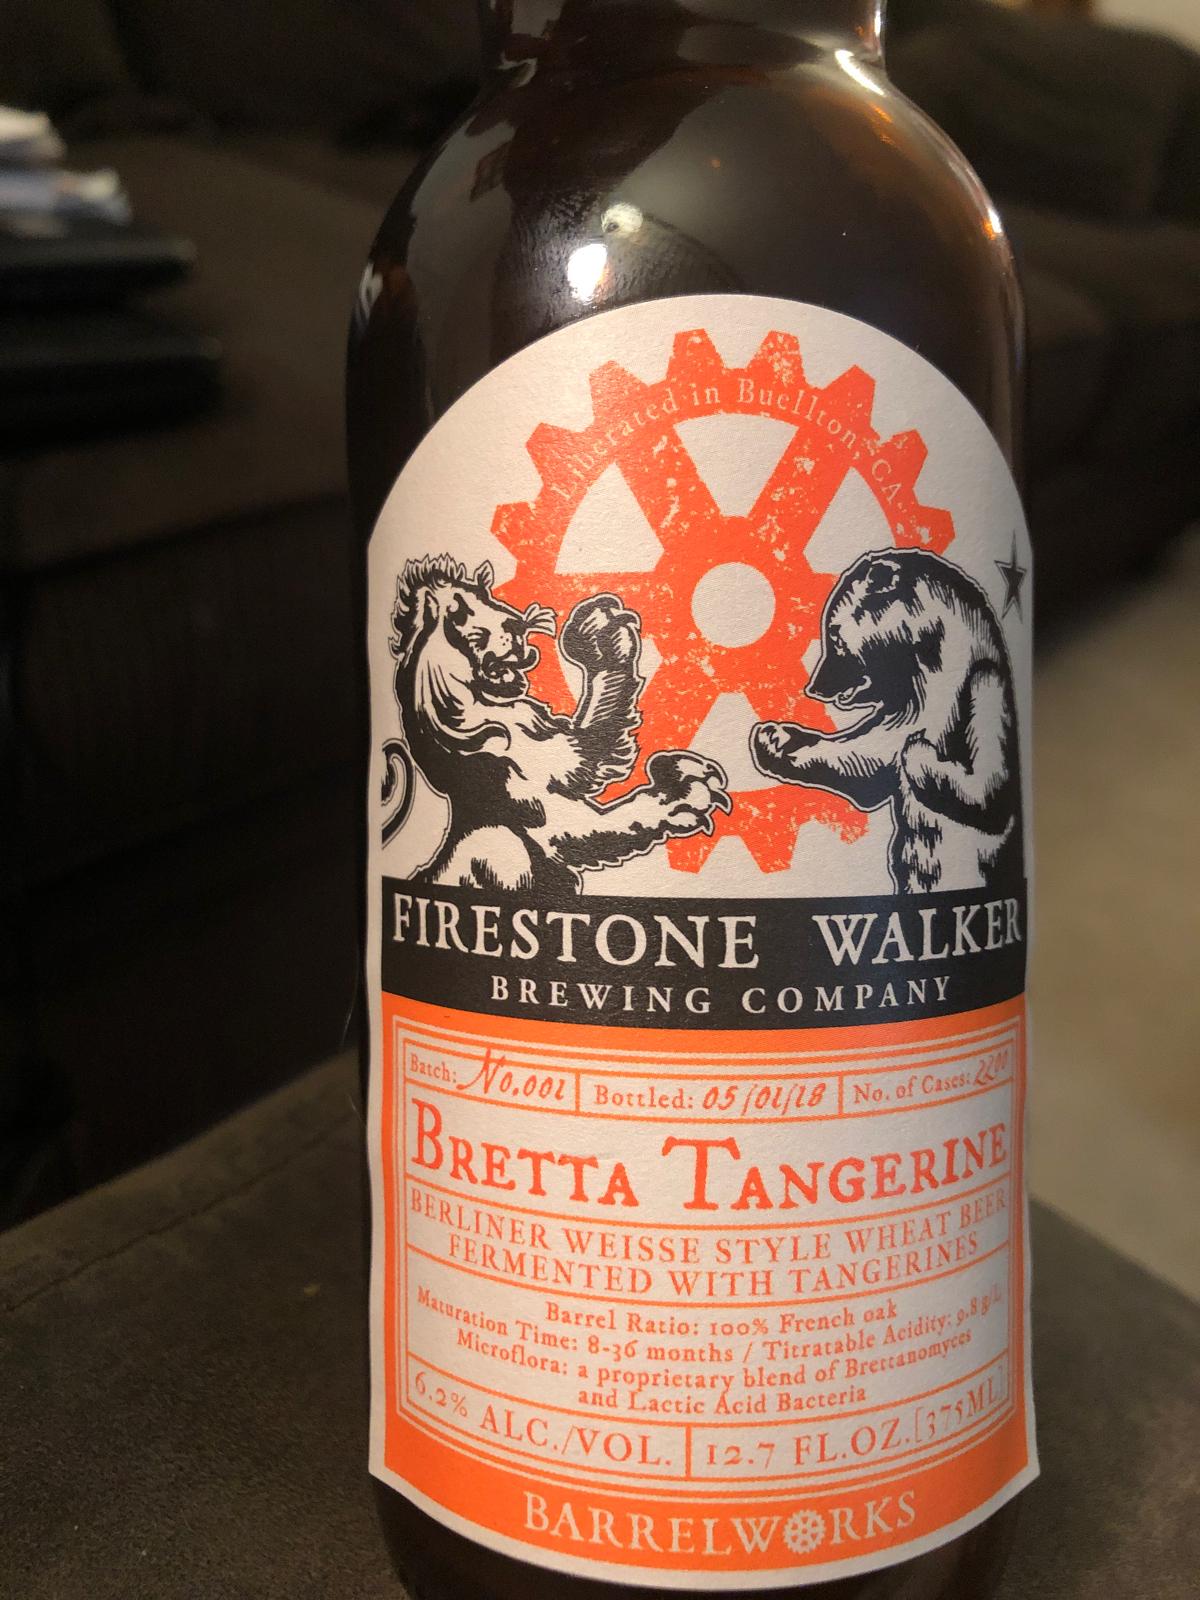 Liberated in Buellton, CA.
FIRESTONE WALKER
BREWING COMPANY
Batch: No.001 Bottled: 05/01/18 No. of Cases: 2200
BRETTA TANGERINE
BERLINER WEISSE STYLE WHEAT BEER
FERMENTED WITH TANGERINES
Barrel Ratio: 100% French oak
Maturation Time: 8-36 months / Titratable Acidity: 9.8 g/L
Microflora: a proprietary blend of Brettanomyces
and Lactic Acid Bacteria
6.2% ALC./VOL. 12.7 FL.OZ.[375ML]
BARRELWORKS